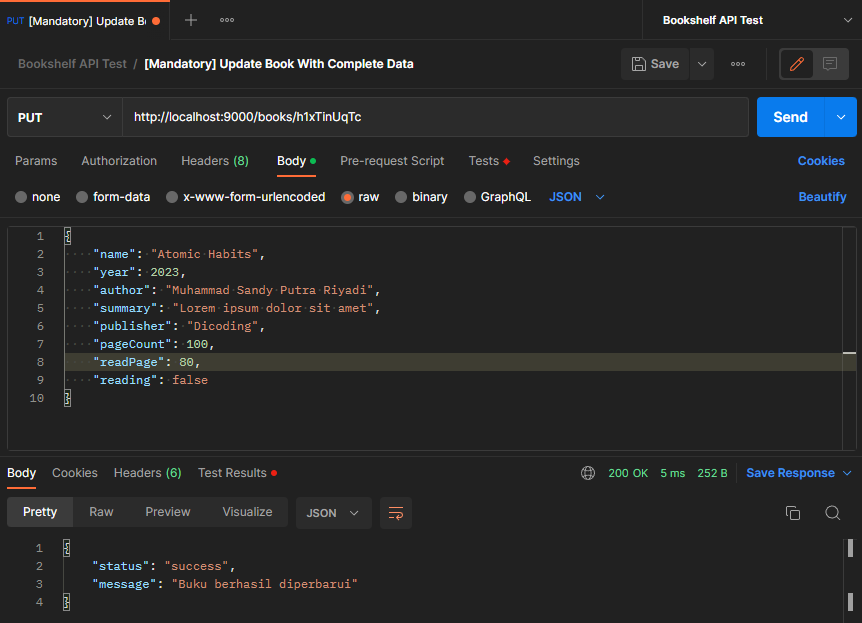 PUT [Mandatory] Update B
Bookshelf API Test
Bookshelf API Test / [Mandatory] Update Book With Complete Data
Save
PUT http://localhost:9000/books/h1xTinUqTc Send
Params Authorization Headers (8) Body Pre-request Script Tests Settings Cookies
none form-data x-www-form-urlencoded raw binary GraphQL JSON Beautify
1 {
2 "name": "Atomic Habits",
3 "year": 2023,
4 "author": "Muhammad Sandy Putra Riyadi",
5 "summary": "Lorem ipsum dolor sit amet",
6 "publisher": "Dicoding",
7 "pageCount": 100,
8 "readPage": 80,
9 "reading": false
10 }
Body Cookies Headers (6) Test Results 200 OK 5 ms 252 B Save Response
Pretty Raw Preview Visualize JSON
1 {
2 "status": "success",
3 "message": "Buku berhasil diperbarui"
4 }